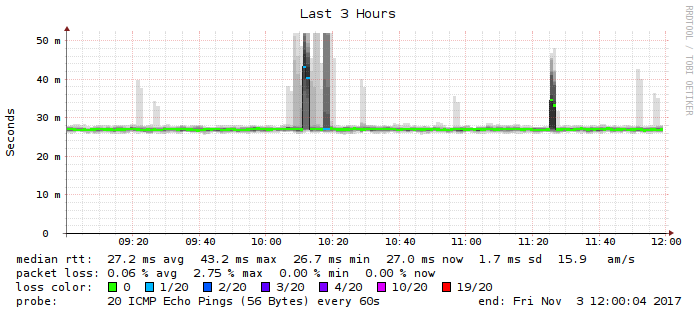 Last 3 Hours
RRDTOOL / TOBI OETIKER
Seconds
50 m
40 m
30 m
20 m
10 m
0
09:20 09:40 10:00 10:20 10:40 11:00 11:20 11:40 12:00
median rtt: 27.2 ms avg 43.2 ms max 26.7 ms min 27.0 ms now 1.7 ms sd 15.9 am/s
packet loss: 0.06 % avg 2.75 % max 0.00 % min 0.00 % now
loss color: 0 1/20 2/20 3/20 4/20 10/20 19/20
probe: 20 ICMP Echo Pings (56 Bytes) every 60s end: Fri Nov 3 12:00:04 2017